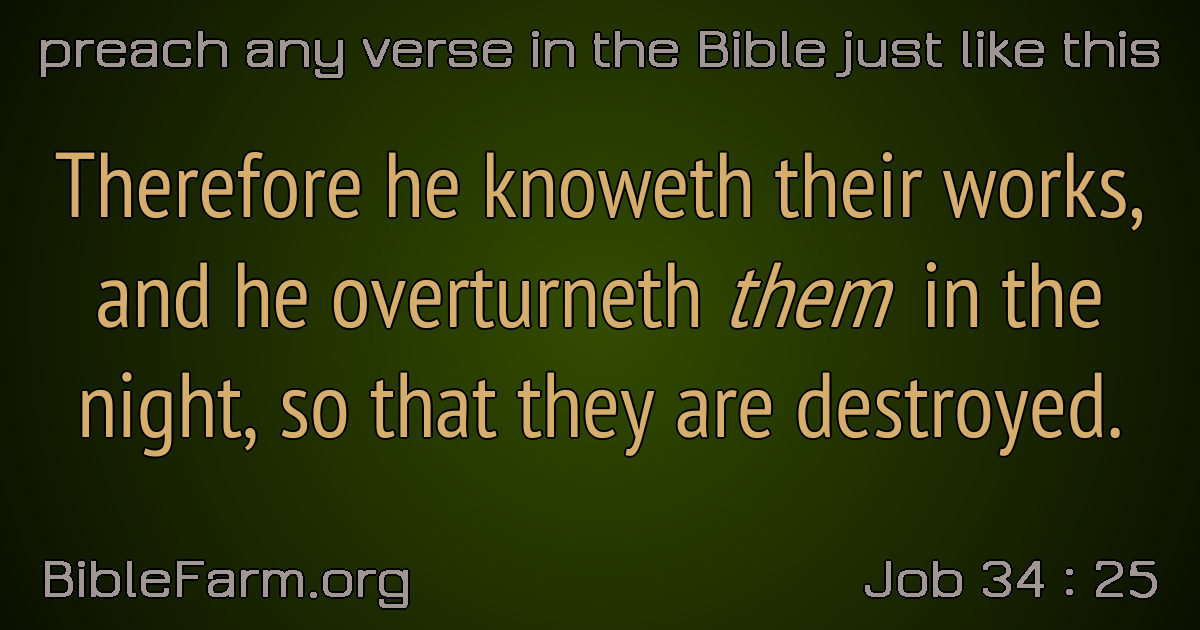 preach any verse in the Bible just like this
Therefore he knoweth their works,
and he overturneth them in the
night, so that they are destroyed.
BibleFarm.org
Job 34 : 25